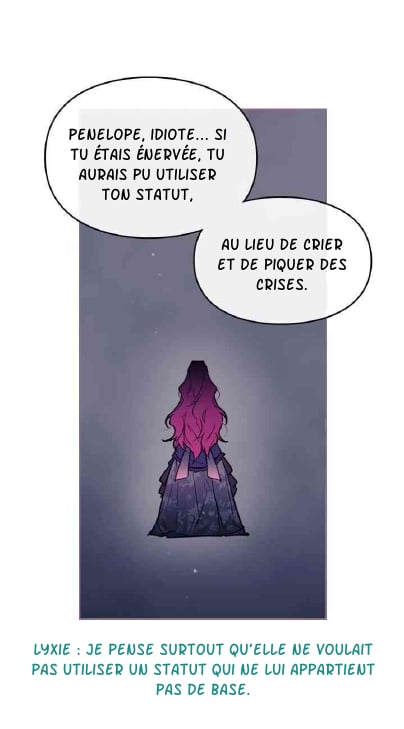 PENELOPE, IDIOTE... SI
TU ÉTAIS ÉNERVÉE, TU
AURAIS PU UTILISER
TON STATUT,
AU LIEU DE CRIER
ET DE PIQUER DES
CRISES.
LYXIE : JE PENSE SURTOUT QU'ELLE NE VOULAIT
PAS UTILISER UN STATUT QUI NE LUI APPARTIENT
PAS DE BASE.